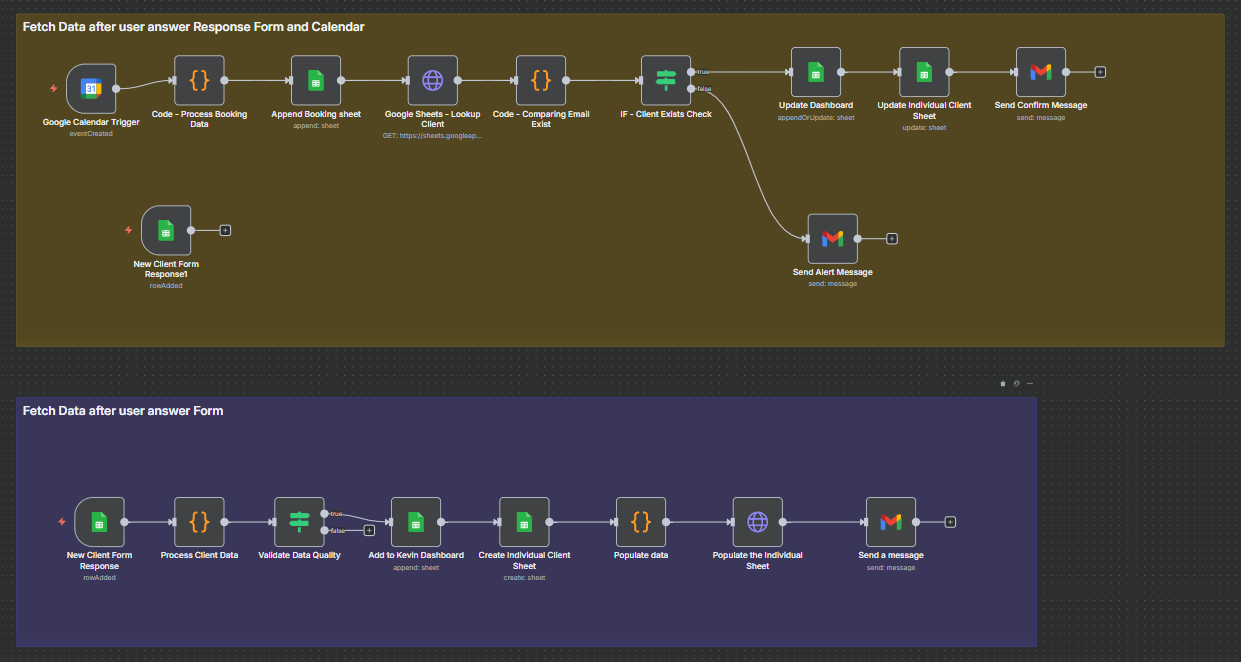 Fetch Data after user answer Response Form and Calendar
31
Google Calendar Trigger
eventCreated
Code - Process Booking
Data
Append Booking sheet
append: sheet
Google Sheets - Lookup
Client
GET: https://sheets.googleap...
Code - Comparing Email
Exist
IF - Client Exists Check
true
false
Update Dashboard
appendOrUpdate: sheet
Update Individual Client
Sheet
update: sheet
Send Confirm Message
send: message
New Client Form
Response1
rowAdded
Send Alert Message
send: message
Fetch Data after user answer Form
New Client Form
Response
rowAdded
Process Client Data
Validate Data Quality
true
false
Add to Kevin Dashboard
append: sheet
Create Individual Client
Sheet
create: sheet
Populate data
Populate the Individual
Sheet
Send a message
send: message